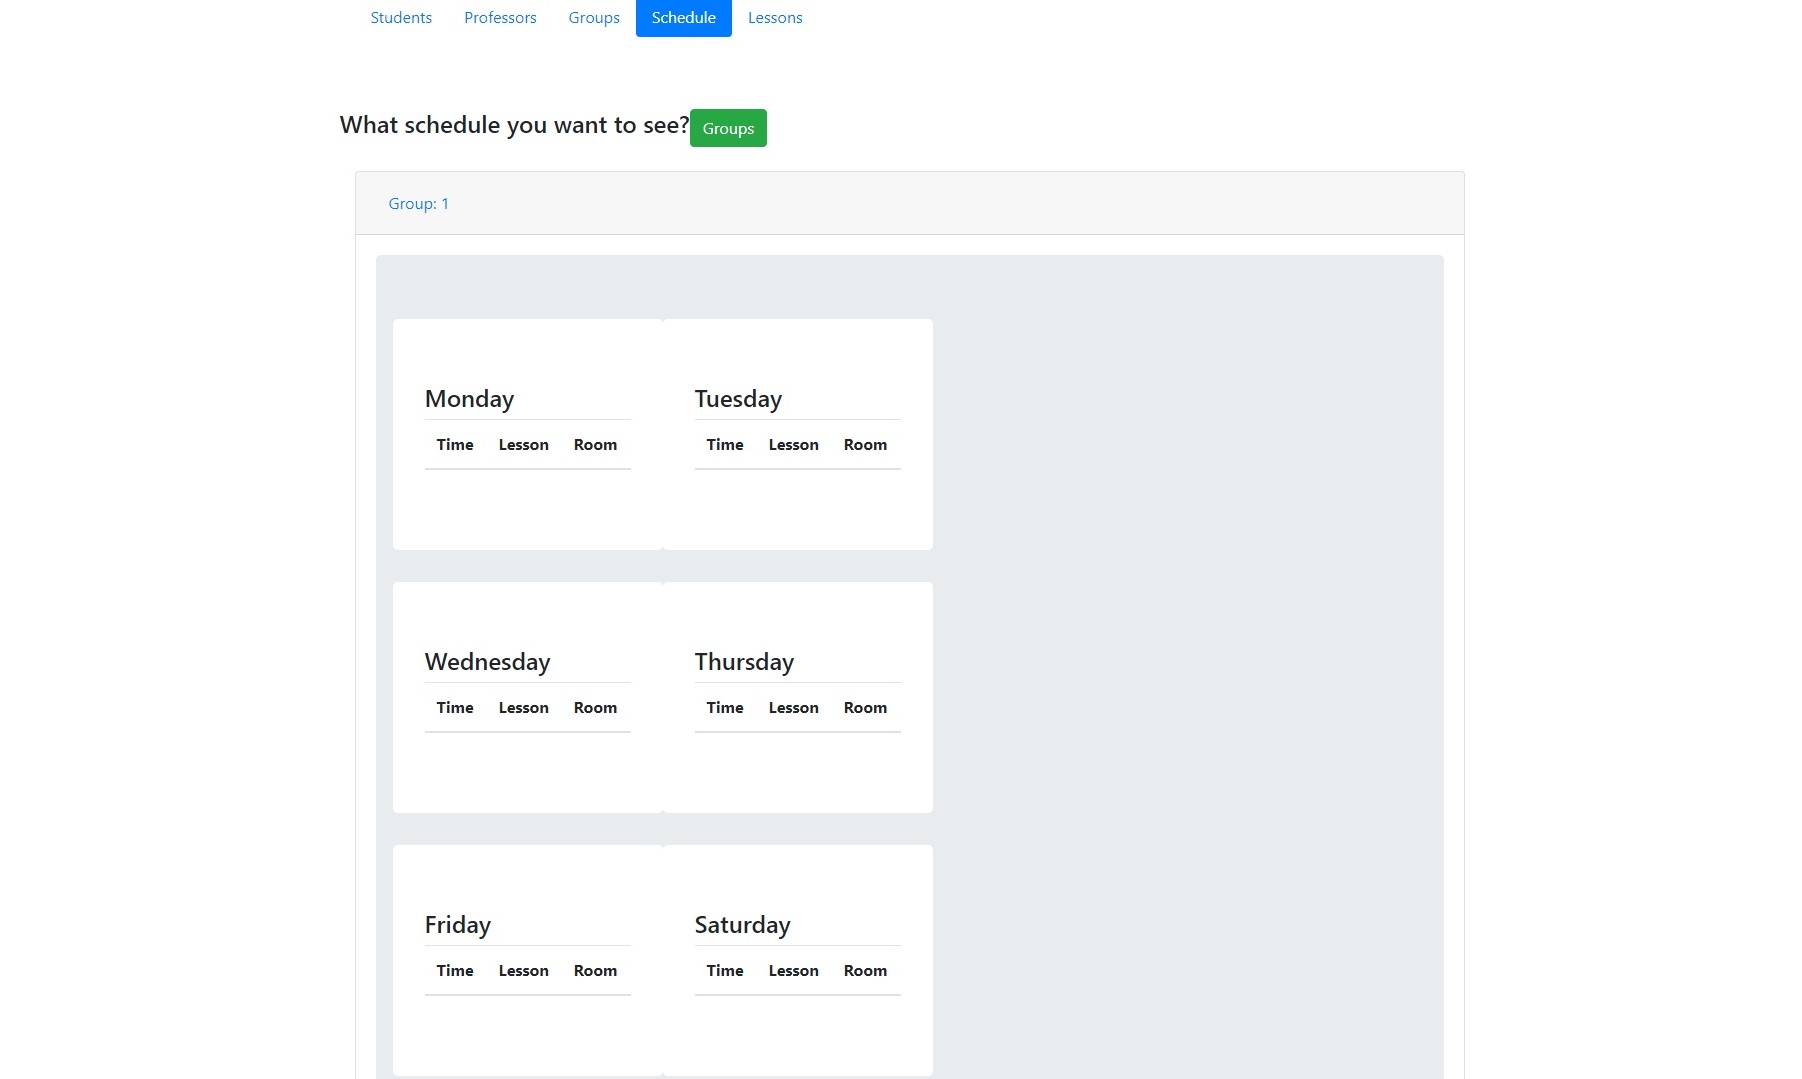 Students Professors Groups Schedule Lessons
What schedule you want to see? Groups
Group: 1
Monday Tuesday
Time Lesson Room Time Lesson Room
Wednesday Thursday
Time Lesson Room Time Lesson Room
Friday Saturday
Time Lesson Room Time Lesson Room